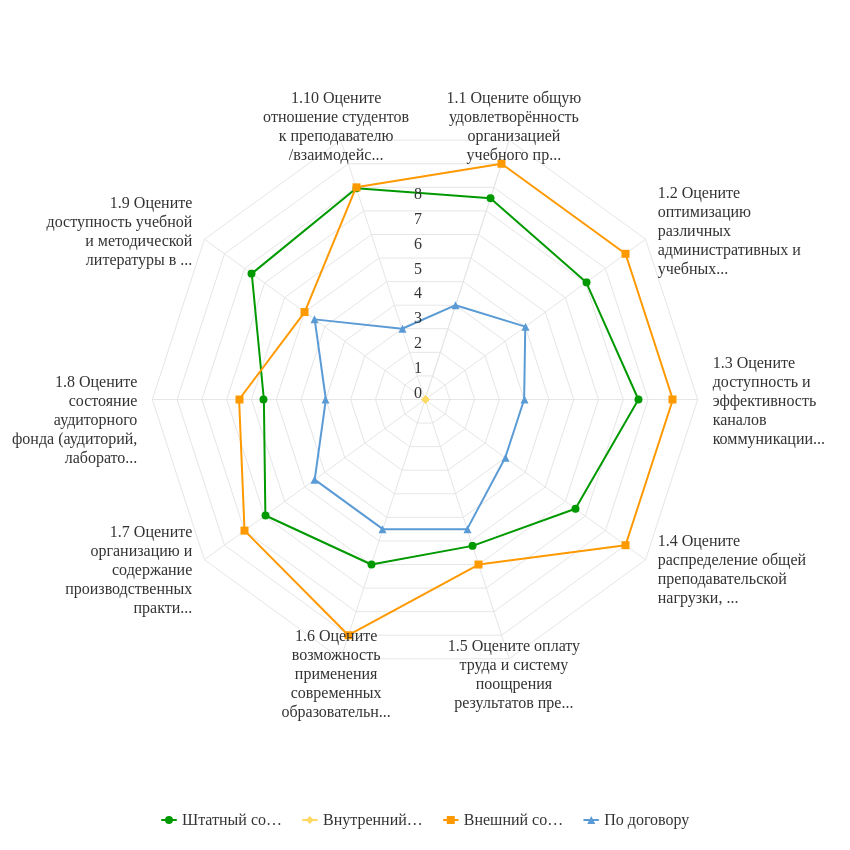 1.10 Оцените
отношение студентов
к преподавателю
/взаимодейс...
1.1 Оцените общую
удовлетворённость
организацией
учебного пр...
1.9 Оцените
доступность учебной
и методической
литературы в ...
1.2 Оцените
оптимизацию
различных
административных и
учебных...
8
7
6
5
4
3
2
1
0
1.8 Оцените
состояние
аудиторного
фонда (аудиторий,
лаборато...
1.3 Оцените
доступность и
эффективность
каналов
коммуникации...
1.7 Оцените
организацию и
содержание
производственных
практи...
1.4 Оцените
распределение общей
преподавательской
нагрузки, ...
1.6 Оцените
возможность
применения
современных
образовательн...
1.5 Оцените оплату
труда и систему
поощрения
результатов пре...
Штатный со… Внутренний… Внешний со… По договору